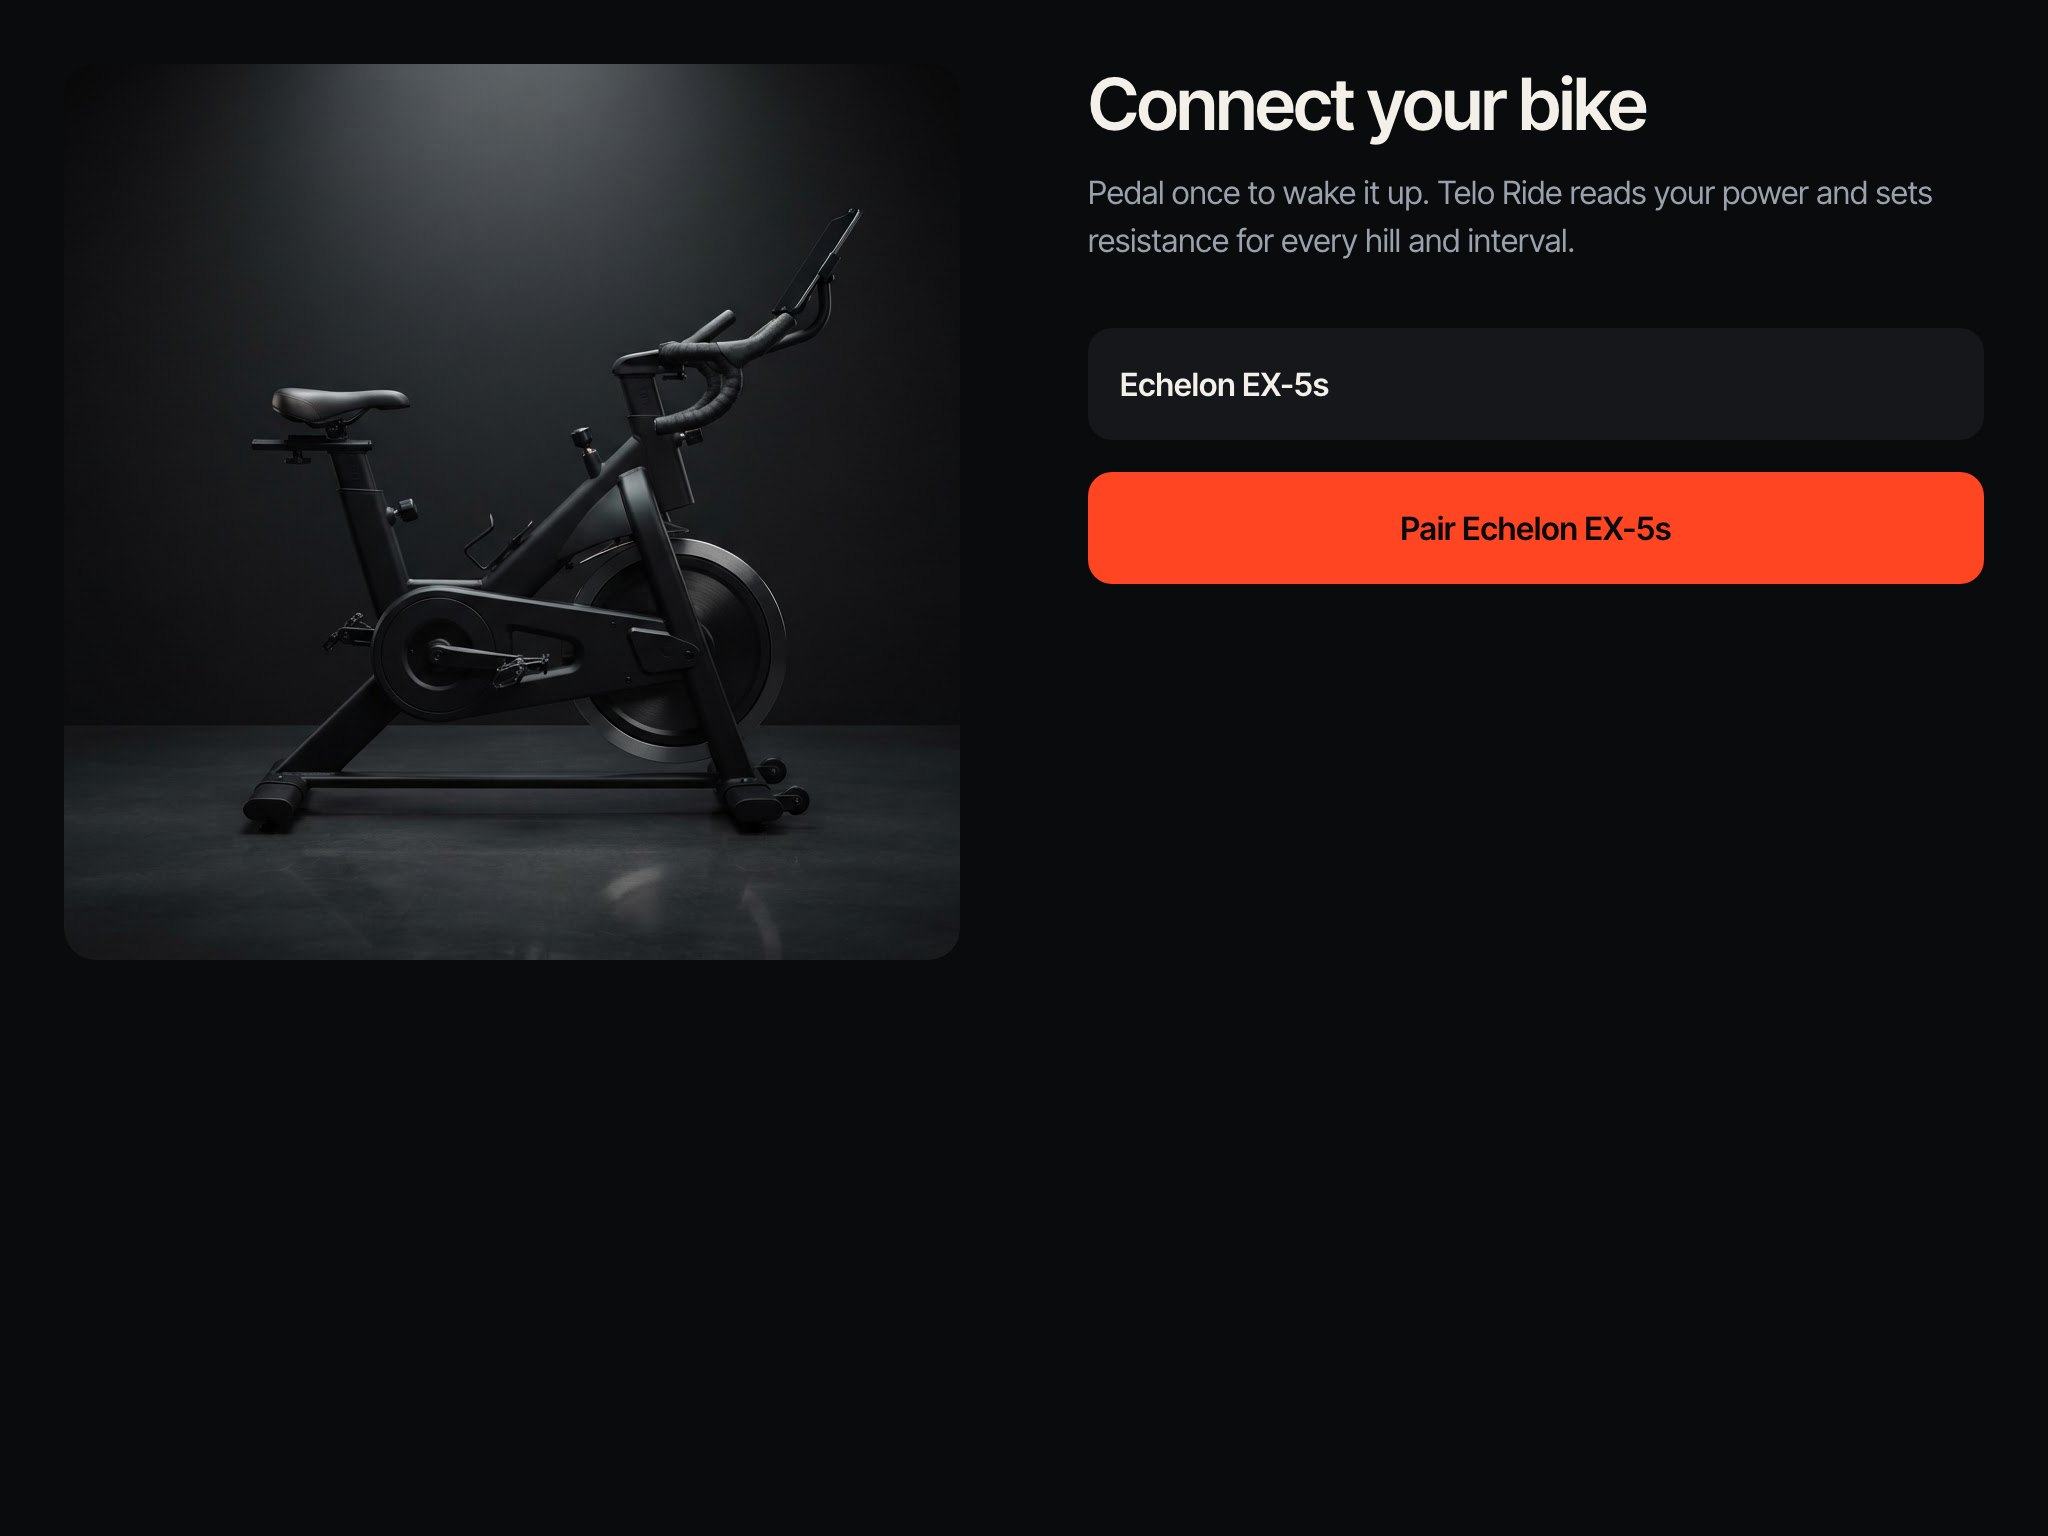 Connect your bike
Pedal once to wake it up. Telo Ride reads your power and sets
resistance for every hill and interval.
Echelon EX-5s
Pair Echelon EX-5s